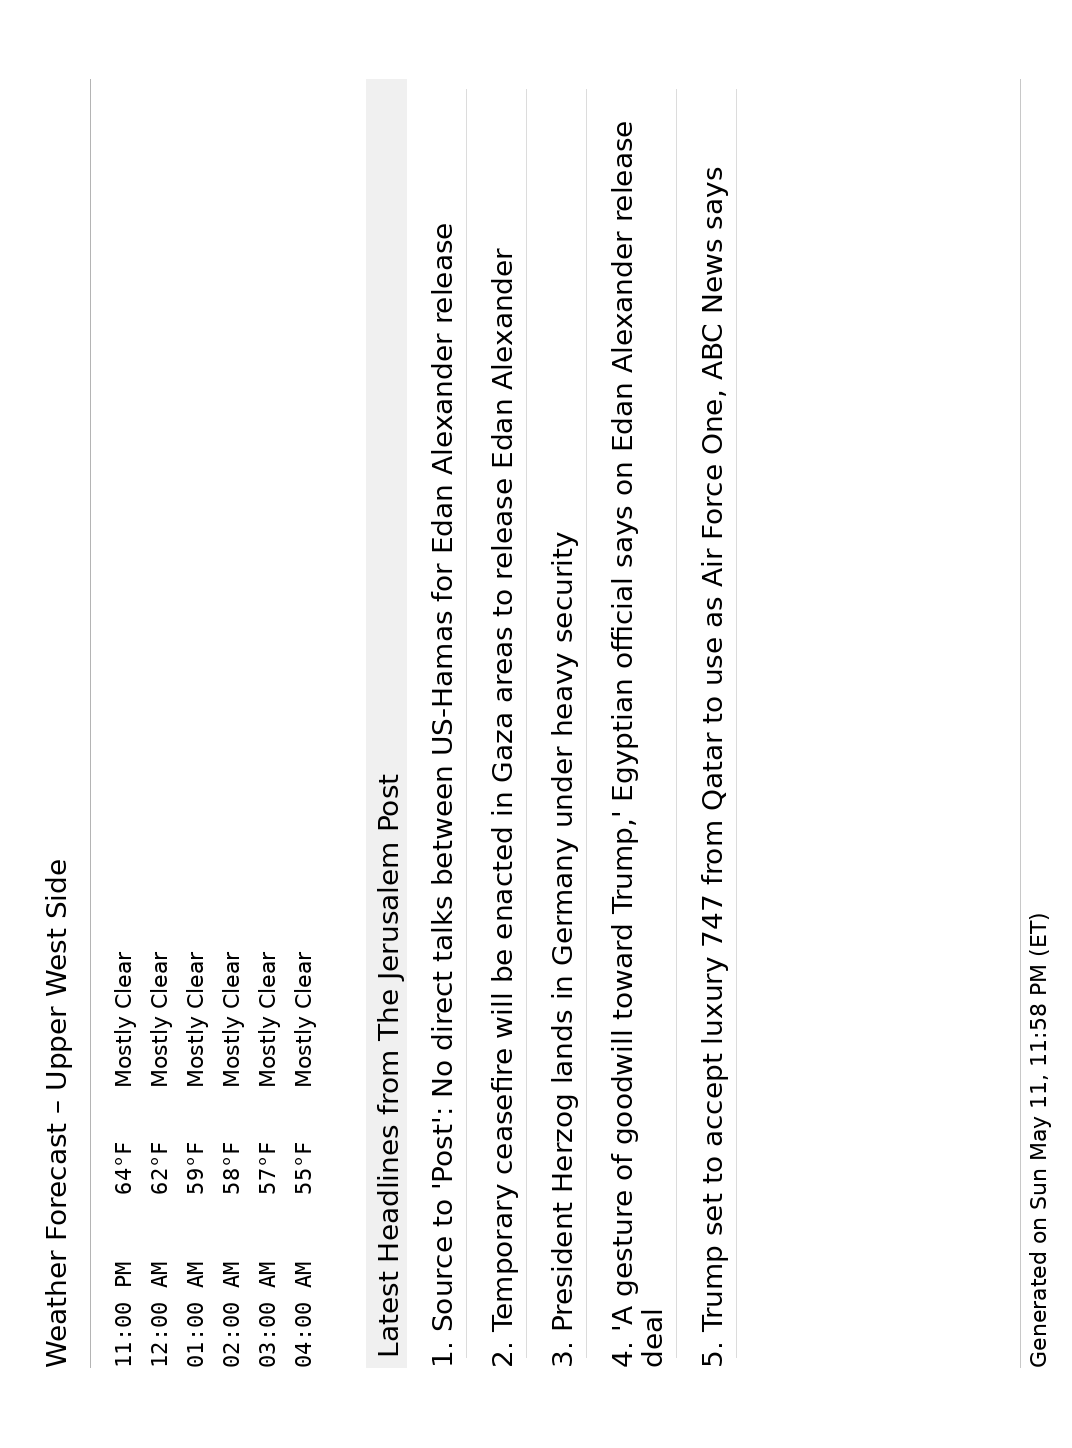 Weather Forecast – Upper West Side
11:00 PM 64°F Mostly Clear
12:00 AM 62°F Mostly Clear
01:00 AM 59°F Mostly Clear
02:00 AM 58°F Mostly Clear
03:00 AM 57°F Mostly Clear
04:00 AM 55°F Mostly Clear
Latest Headlines from The Jerusalem Post
1. Source to 'Post': No direct talks between US-Hamas for Edan Alexander release
2. Temporary ceasefire will be enacted in Gaza areas to release Edan Alexander
3. President Herzog lands in Germany under heavy security
4. 'A gesture of goodwill toward Trump,' Egyptian official says on Edan Alexander release
deal
5. Trump set to accept luxury 747 from Qatar to use as Air Force One, ABC News says
Generated on Sun May 11, 11:58 PM (ET)